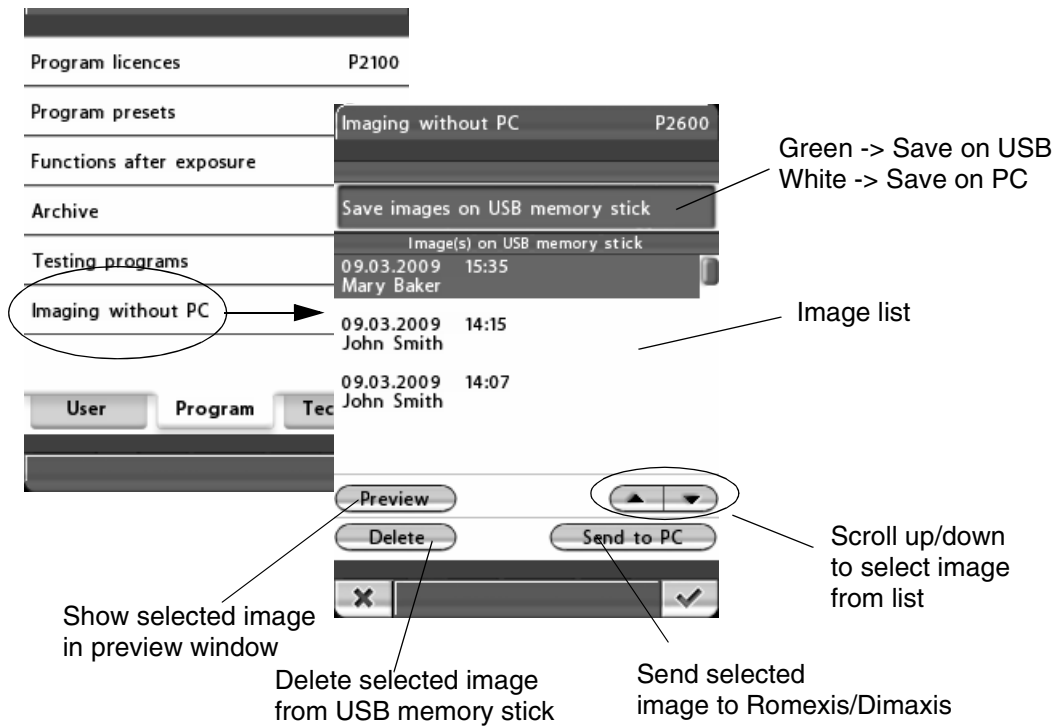 Program licences P2100
Program presets
Functions after exposure
Archive
Testing programs
Imaging without PC
User Program Tec
Imaging without PC P2600
Save images on USB memory stick
Image(s) on USB memory stick
09.03.2009 15:35
Mary Baker
09.03.2009 14:15
John Smith
09.03.2009 14:07
John Smith
Preview
Delete Send to PC
Green -> Save on USB
White -> Save on PC
Image list
Scroll up/down
to select image
from list
Show selected image
in preview window
Delete selected image
from USB memory stick
Send selected
image to Romexis/Dimaxis